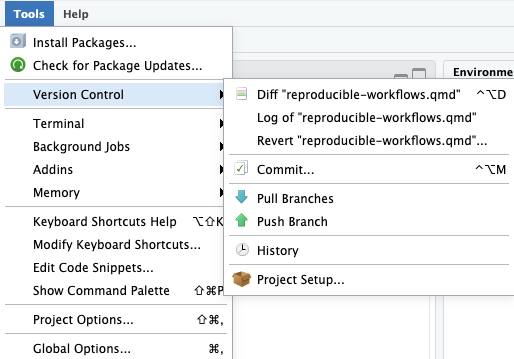 Tools Help
Install Packages...
Check for Package Updates...
Version Control
Terminal
Background Jobs
Addins
Memory
Keyboard Shortcuts Help ⌥⇧K
Modify Keyboard Shortcuts...
Edit Code Snippets...
Show Command Palette ⇧⌘P
Project Options... ⇧⌘,
Global Options... ⌘,
Environme
Diff "reproducible-workflows.qmd" ^⌥D
Log of "reproducible-workflows.qmd"
Revert "reproducible-workflows.qmd"...
Commit... ^⌥M
Pull Branches
Push Branch
History
Project Setup...